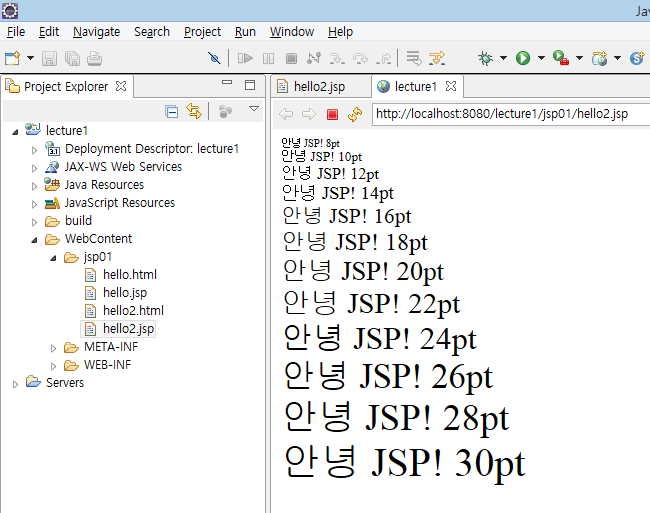 Ja
File Edit Navigate Search Project Run Window Help
Project Explorer
hello2.jsp lecture1
http://localhost:8080/lecture1/jsp01/hello2.jsp
lecture1
Deployment Descriptor: lecture1
JAX-WS Web Services
Java Resources
JavaScript Resources
build
WebContent
jsp01
hello.html
hello.jsp
hello2.html
hello2.jsp
META-INF
WEB-INF
Servers
안녕 JSP! 8pt
안녕 JSP! 10pt
안녕 JSP! 12pt
안녕 JSP! 14pt
안녕 JSP! 16pt
안녕 JSP! 18pt
안녕 JSP! 20pt
안녕 JSP! 22pt
안녕 JSP! 24pt
안녕 JSP! 26pt
안녕 JSP! 28pt
안녕 JSP! 30pt